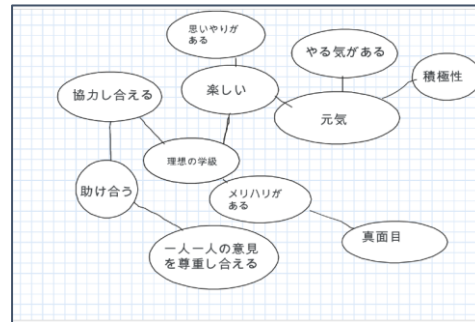 思いやりが
ある
やる気がある
積極性
協力し合える
楽しい
元気
理想の学級
助け合う
メリハリが
ある
一人一人の意見
を尊重し合える
真面目